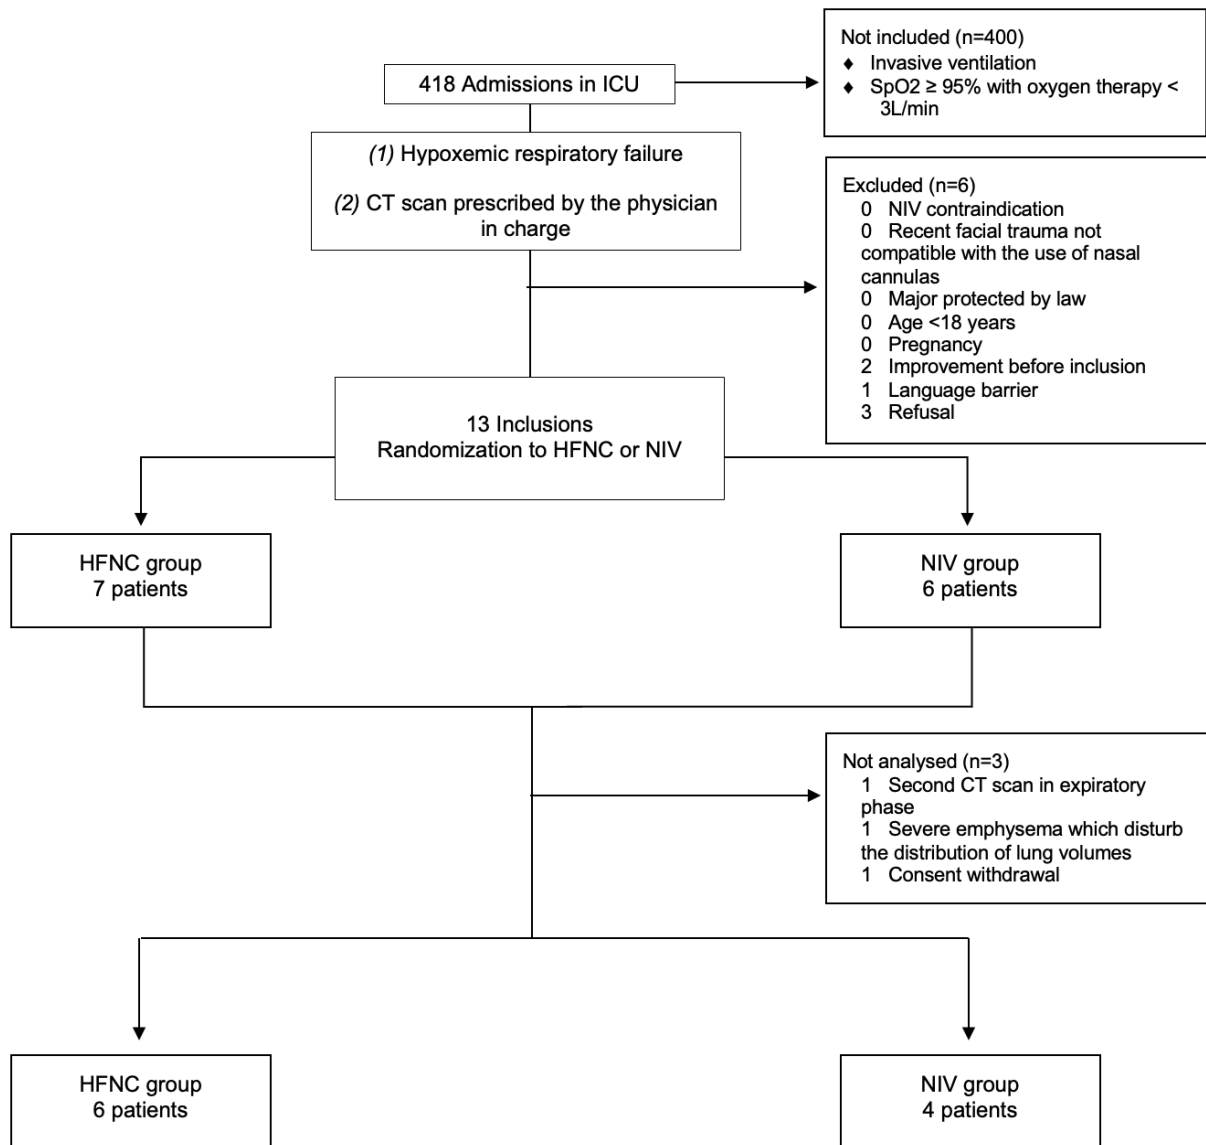 Not included (n=400)
♦ Invasive ventilation
♦ SpO2 ≥ 95% with oxygen therapy <
3L/min
418 Admissions in ICU
(1) Hypoxemic respiratory failure
(2) CT scan prescribed by the physician
in charge
Excluded (n=6)
0 NIV contraindication
0 Recent facial trauma not
compatible with the use of nasal
cannulas
0 Major protected by law
0 Age <18 years
0 Pregnancy
2 Improvement before inclusion
1 Language barrier
3 Refusal
13 Inclusions
Randomization to HFNC or NIV
HFNC group
7 patients
NIV group
6 patients
Not analysed (n=3)
1 Second CT scan in expiratory
phase
1 Severe emphysema which disturb
the distribution of lung volumes
1 Consent withdrawal
HFNC group
6 patients
NIV group
4 patients